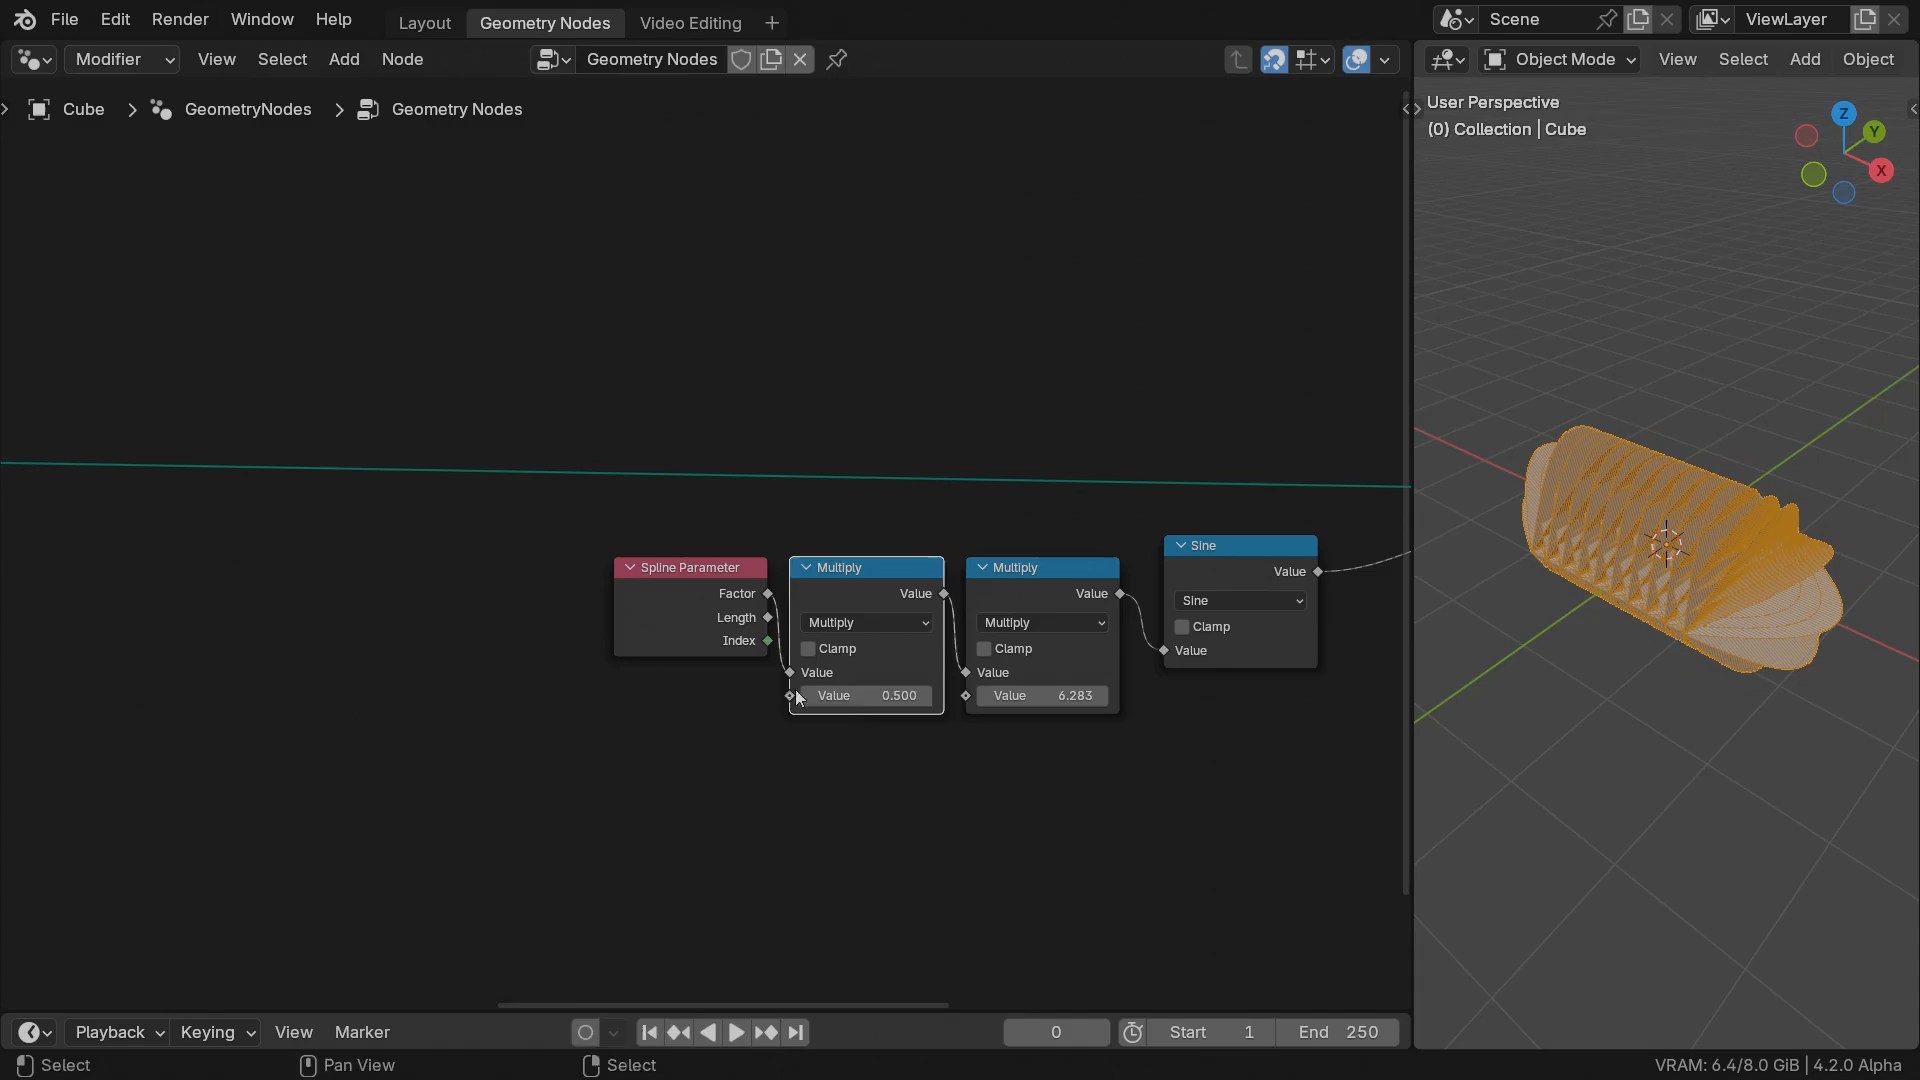 File Edit Render Window Help Layout Geometry Nodes Video Editing + Scene ViewLayer
Modifier View Select Add Node Geometry Nodes Object Mode View Select Add Object
Cube GeometryNodes Geometry Nodes
User Perspective
(0) Collection | Cube
Z
Y
X
Spline Parameter
Factor
Length
Index
Multiply
Value
Multiply
Clamp
Value
Value 0.500
Multiply
Value
Multiply
Clamp
Value
Value 6.283
Sine
Value
Sine
Clamp
Value
Playback Keying View Marker 0 Start 1 End 250
Select Pan View Select VRAM: 6.4/8.0 GiB | 4.2.0 Alpha